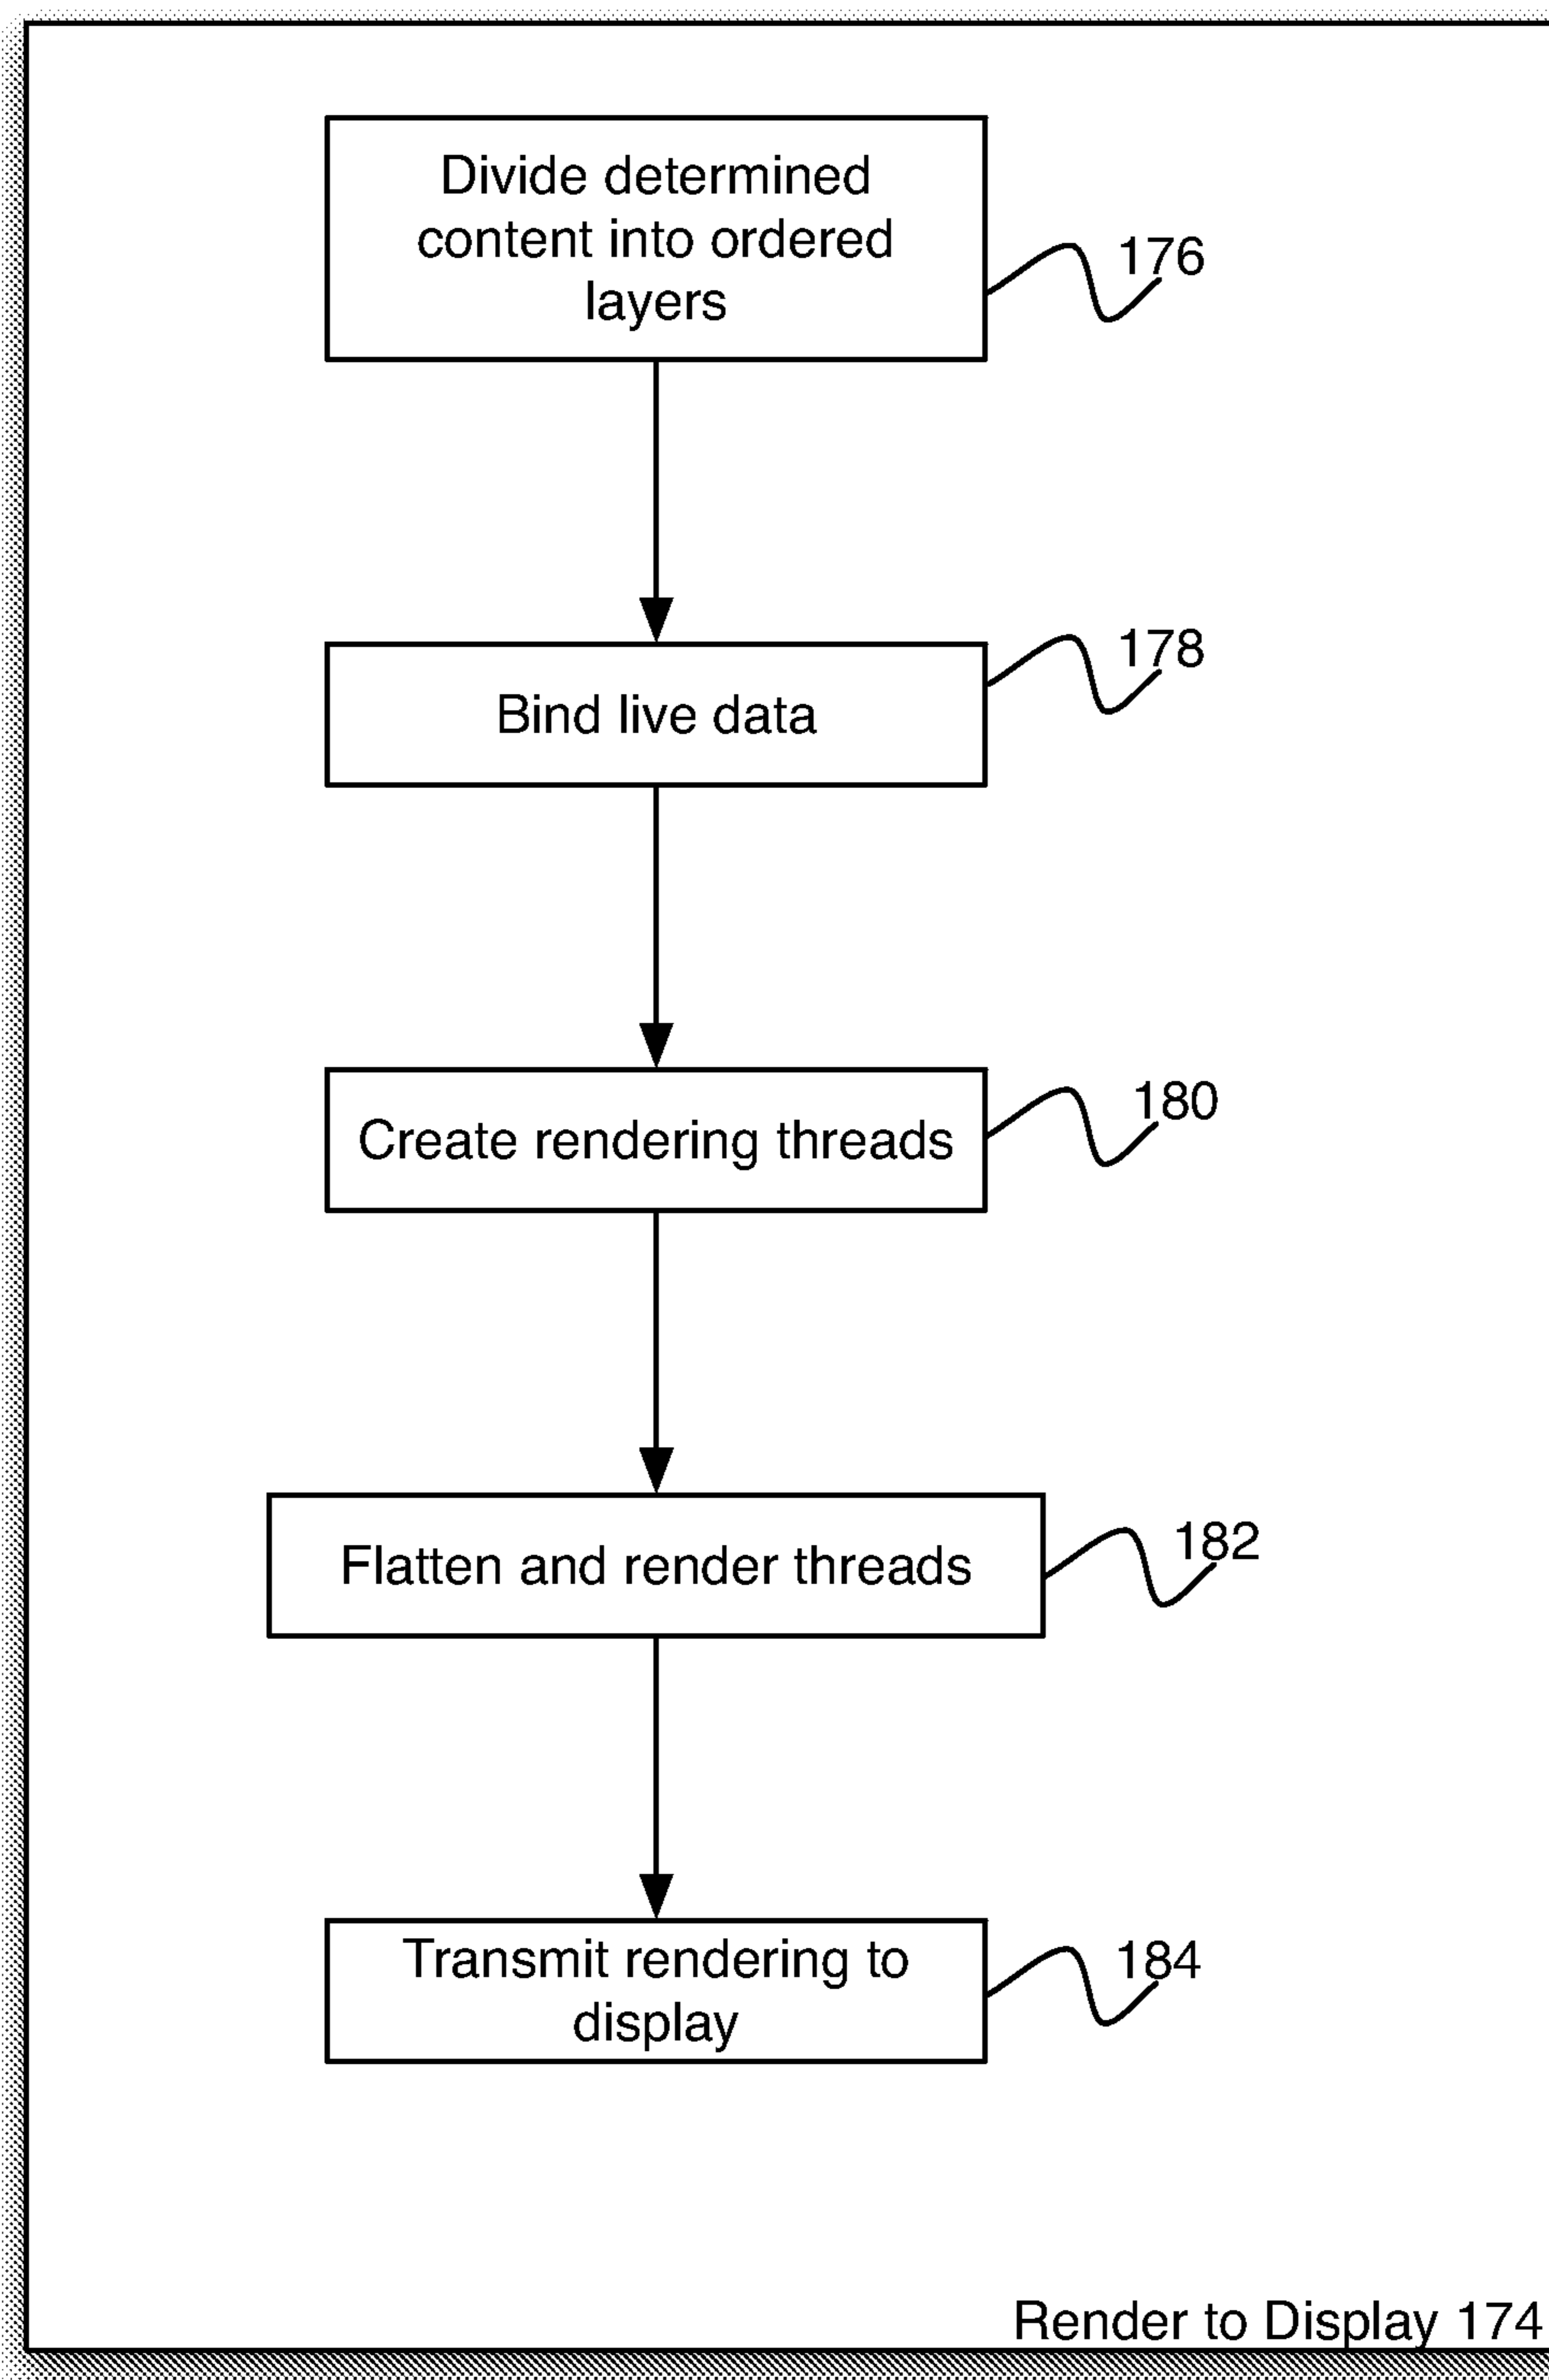 Divide determined
content into ordered
layers
176
Bind live data
178
Create rendering threads
180
Flatten and render threads
182
Transmit rendering to
display
184
Render to Display 174